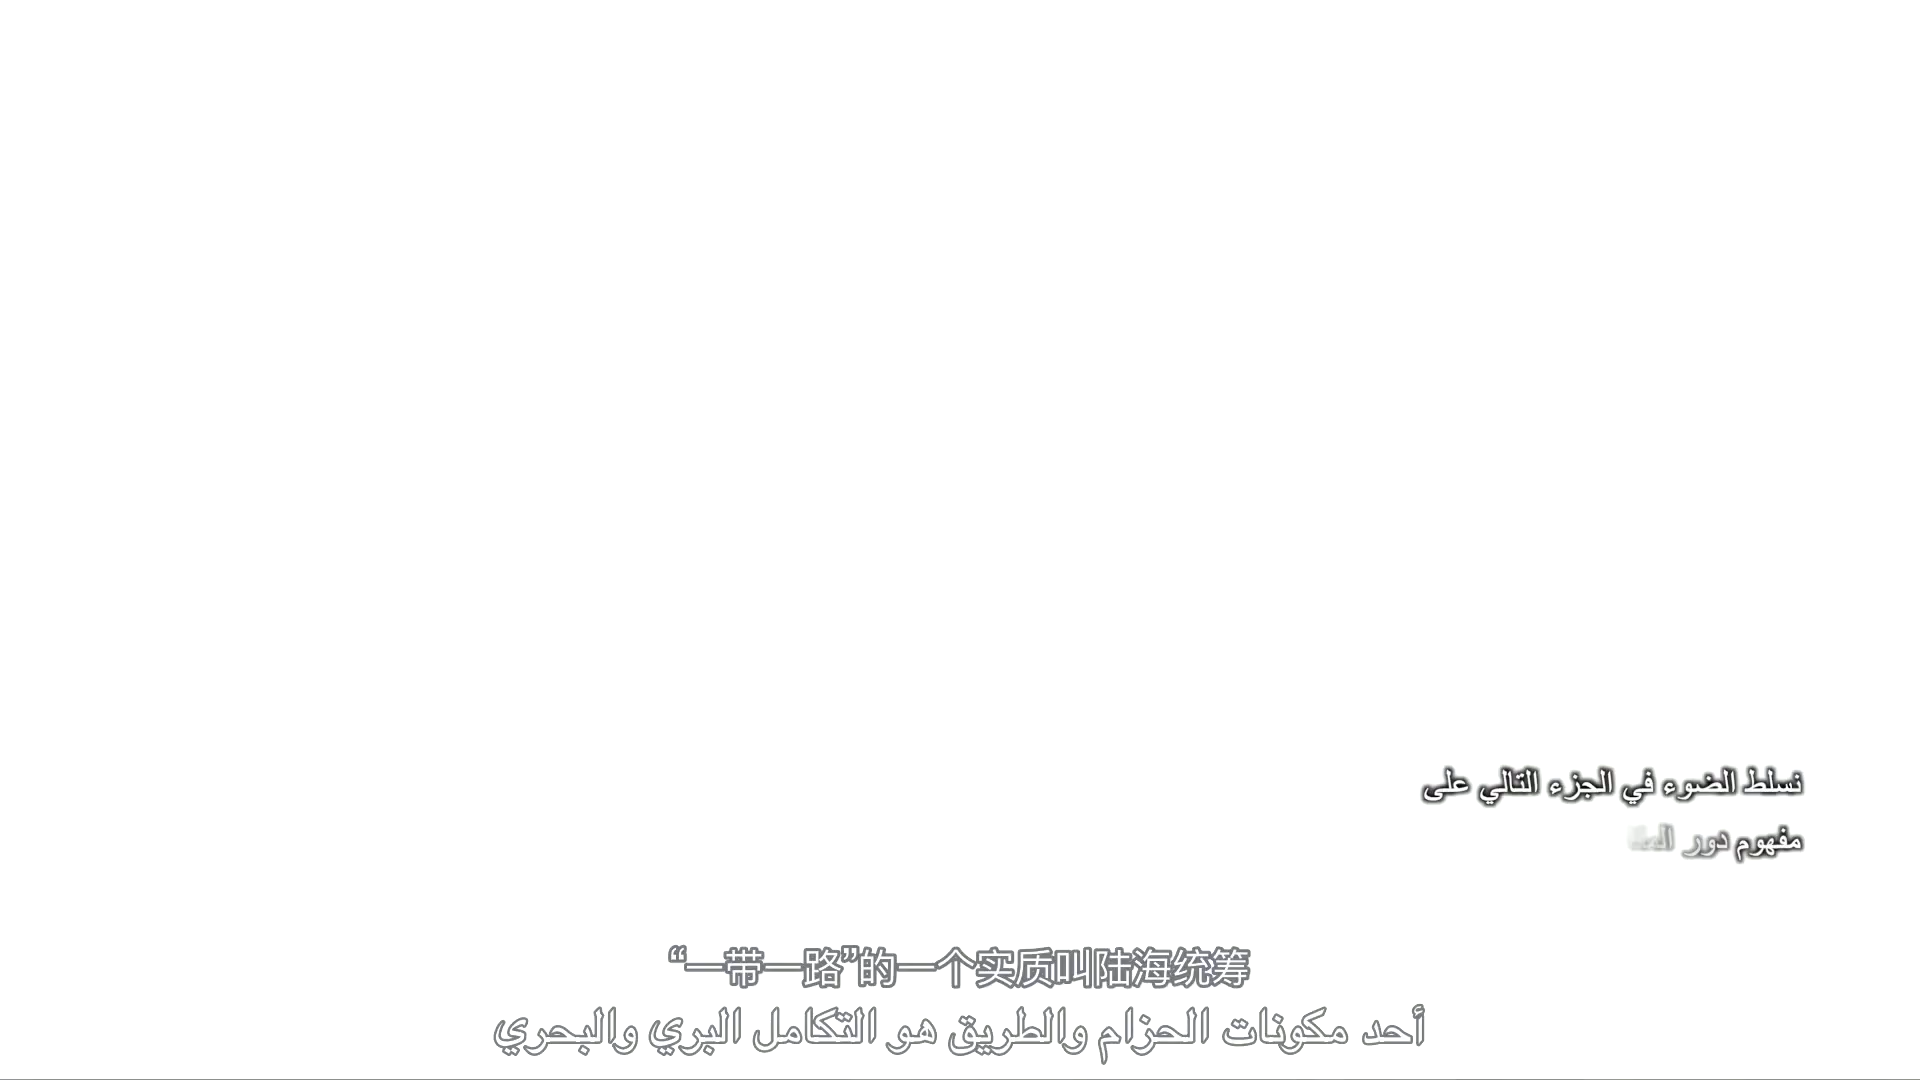 نسلط الضوء في الجزء التالي على
مفهوم دور
“一带一路”的一个实质叫陆海统筹
أحد مكونات الحزام والطريق هو التكامل البري والبحري